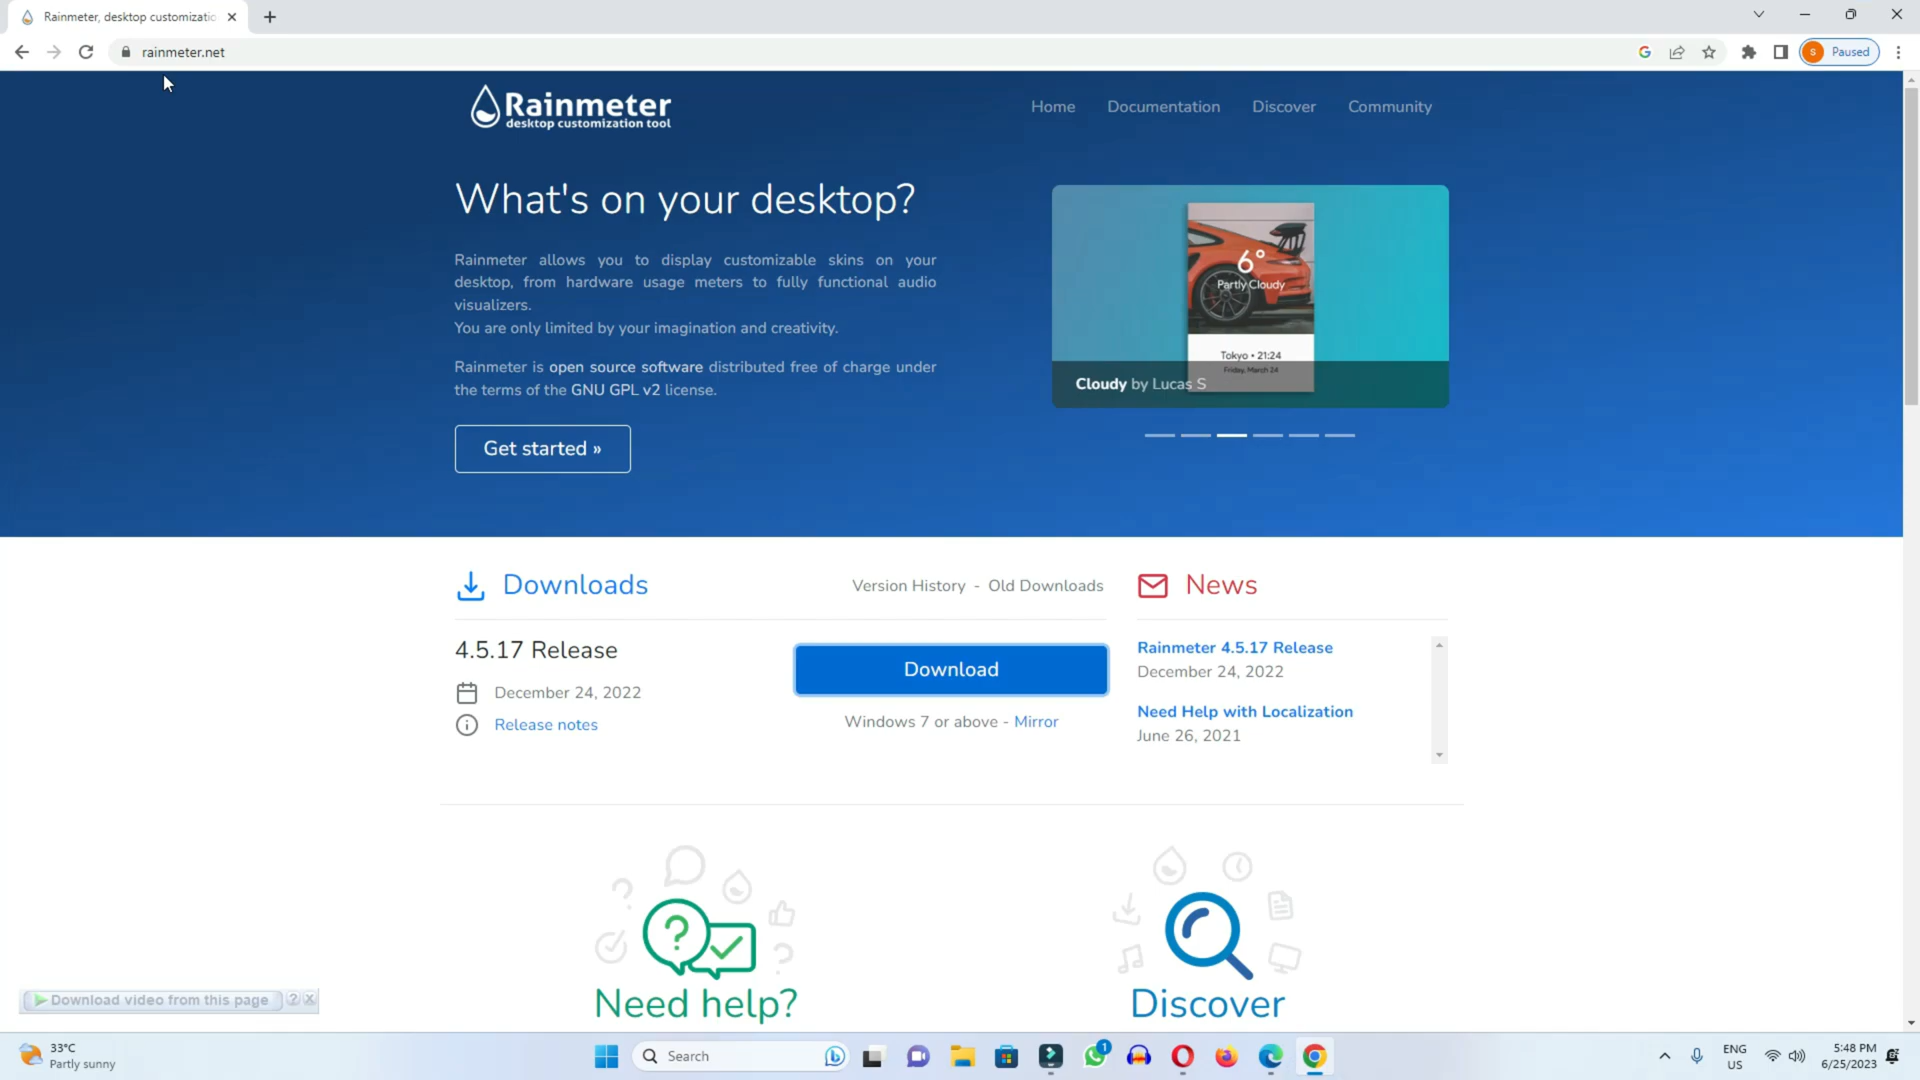 Rainmeter, desktop customizatio
rainmeter.net
S
Paused
Rainmeter
desktop customization tool
Home
Documentation
Discover
Community
What's on your desktop?
Rainmeter allows you to display customizable skins on your
desktop, from hardware usage meters to fully functional audio
visualizers.
You are only limited by your imagination and creativity.
Rainmeter is open source software distributed free of charge under
the terms of the GNU GPL v2 license.
Get started »
6°
Partly Cloudy
Tokyo • 21:24
Friday, March 24
Cloudy by Lucas S
Downloads
Version History - Old Downloads
4.5.17 Release
December 24, 2022
Release notes
Download
Windows 7 or above - Mirror
News
Rainmeter 4.5.17 Release
December 24, 2022
Need Help with Localization
June 26, 2021
Need help?
Discover
Download video from this page
?
X
33°C
Partly sunny
Search
1
ENG
US
5:48 PM
6/25/2023